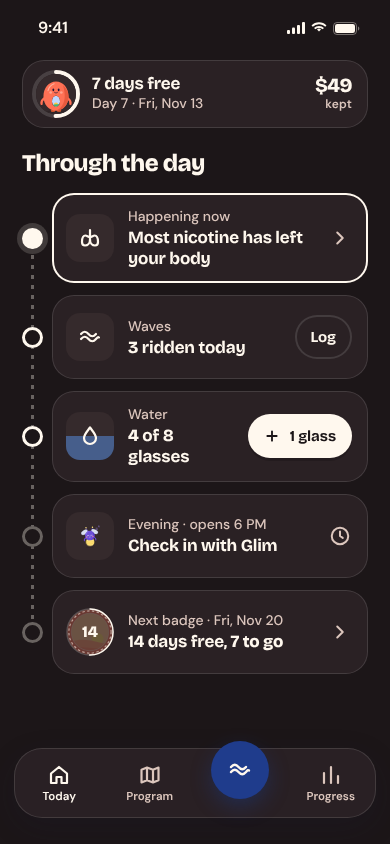 9:41
7 days free
Day 7 · Fri, Nov 13
$49
kept
Through the day
Happening now
Most nicotine has left
your body
Waves
3 ridden today
Log
Water
4 of 8
glasses
+ 1 glass
Evening · opens 6 PM
Check in with Glim
14
Next badge · Fri, Nov 20
14 days free, 7 to go
Today
Program
Progress